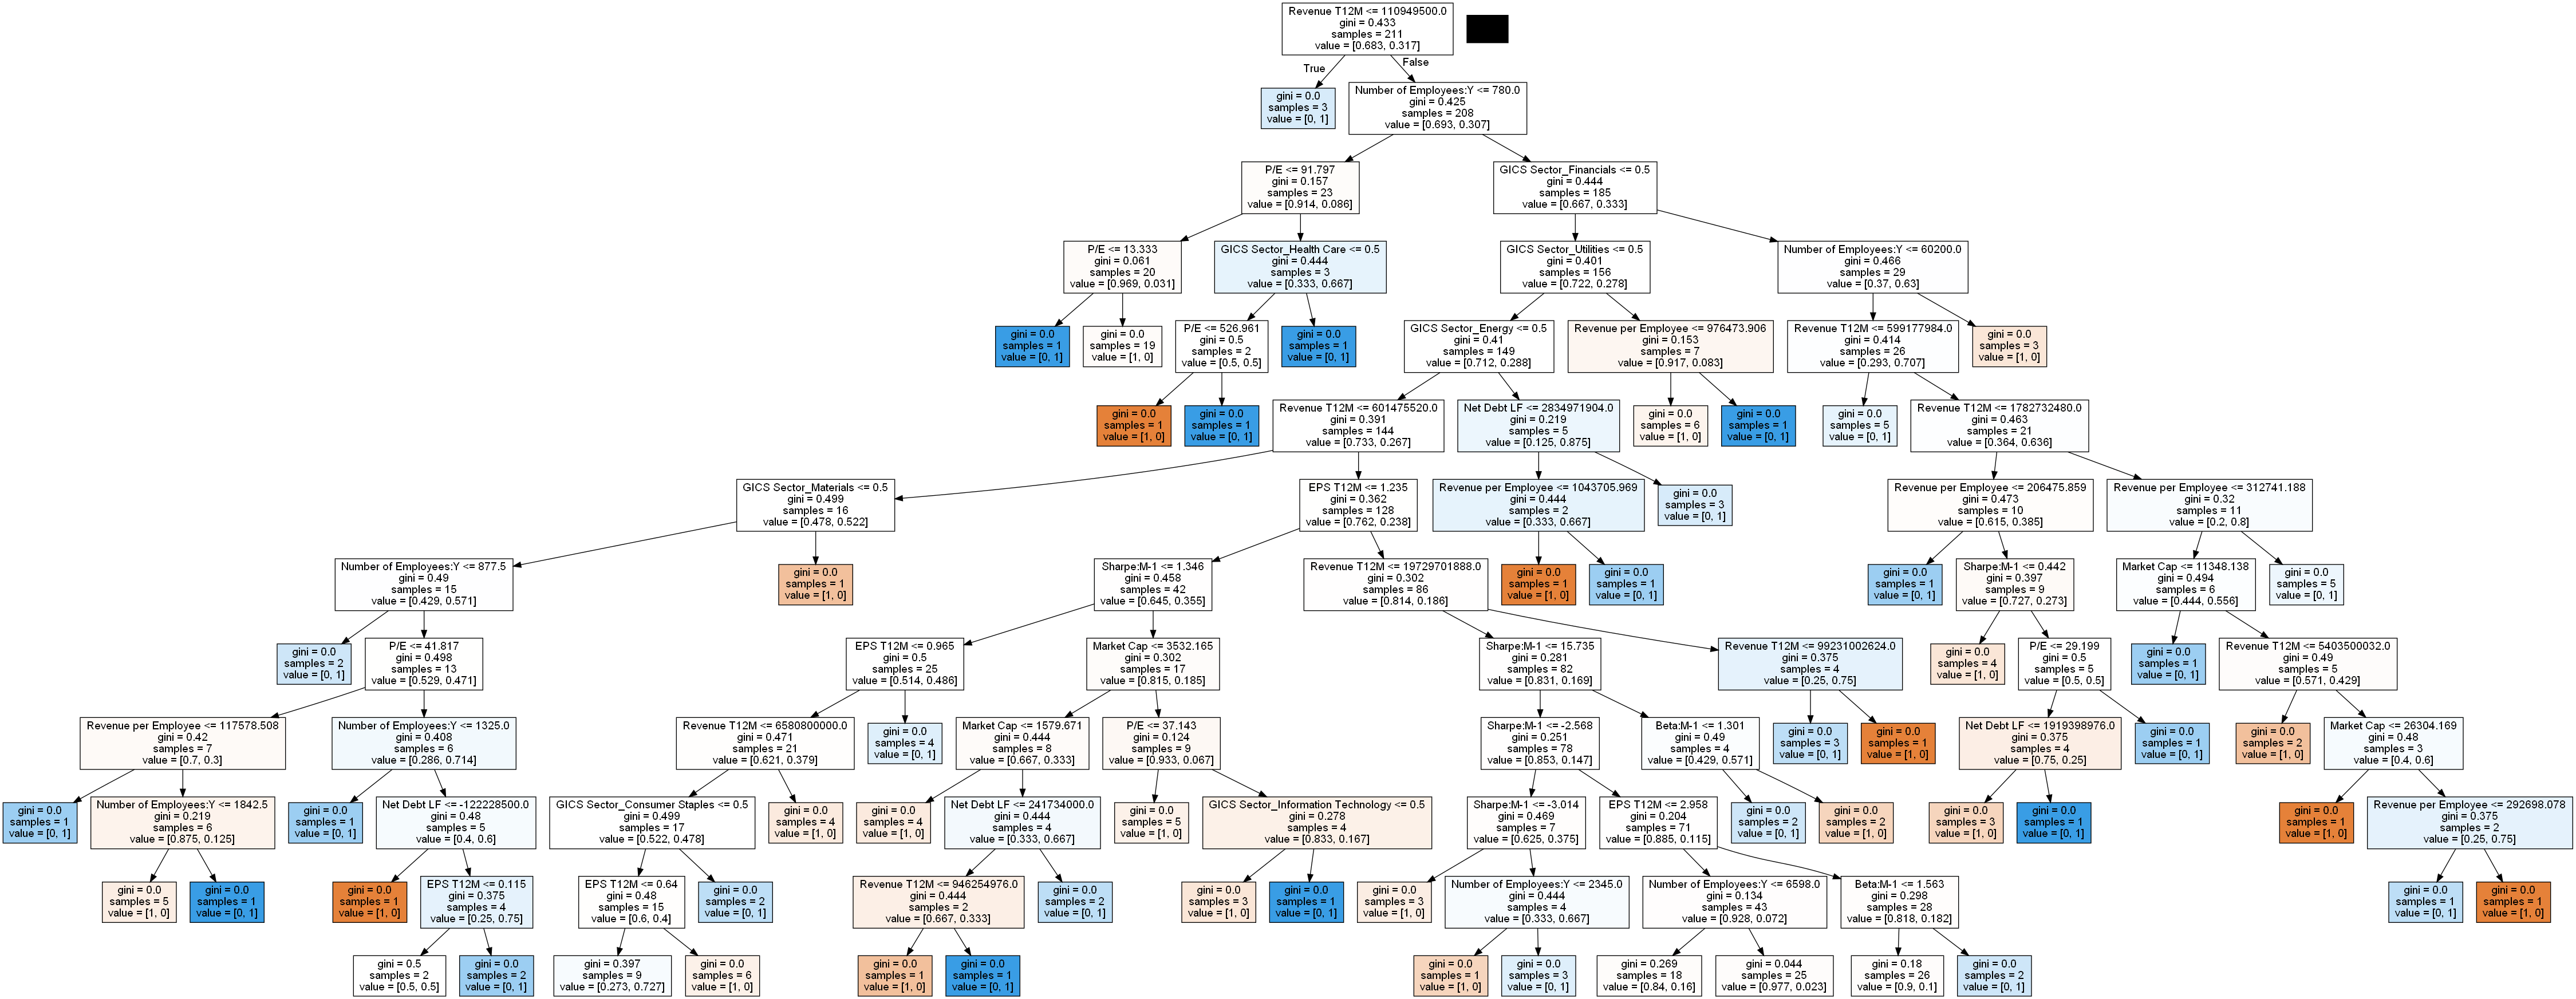 Revenue T12M <= 110949500.0
gini = 0.433
samples = 211
value = [0.683, 0.317]
True
False
gini = 0.0
samples = 3
value = [0, 1]
Number of Employees:Y <= 780.0
gini = 0.425
samples = 208
value = [0.693, 0.307]
P/E <= 91.797
gini = 0.157
samples = 23
value = [0.914, 0.086]
GICS Sector_Financials <= 0.5
gini = 0.444
samples = 185
value = [0.667, 0.333]
P/E <= 13.333
gini = 0.061
samples = 20
value = [0.969, 0.031]
GICS Sector_Health Care <= 0.5
gini = 0.444
samples = 3
value = [0.333, 0.667]
GICS Sector_Utilities <= 0.5
gini = 0.401
samples = 156
value = [0.722, 0.278]
Number of Employees:Y <= 60200.0
gini = 0.466
samples = 29
value = [0.37, 0.63]
gini = 0.0
samples = 1
value = [0, 1]
gini = 0.0
samples = 19
value = [1, 0]
P/E <= 526.961
gini = 0.5
samples = 2
value = [0.5, 0.5]
gini = 0.0
samples = 1
value = [0, 1]
GICS Sector_Energy <= 0.5
gini = 0.41
samples = 149
value = [0.712, 0.288]
Revenue per Employee <= 976473.906
gini = 0.153
samples = 7
value = [0.917, 0.083]
Revenue T12M <= 599177984.0
gini = 0.414
samples = 26
value = [0.293, 0.707]
gini = 0.0
samples = 3
value = [1, 0]
gini = 0.0
samples = 1
value = [1, 0]
gini = 0.0
samples = 1
value = [0, 1]
Revenue T12M <= 601475520.0
gini = 0.391
samples = 144
value = [0.733, 0.267]
Net Debt LF <= 2834971904.0
gini = 0.219
samples = 5
value = [0.125, 0.875]
gini = 0.0
samples = 6
value = [1, 0]
gini = 0.0
samples = 1
value = [0, 1]
gini = 0.0
samples = 5
value = [0, 1]
Revenue T12M <= 1782732480.0
gini = 0.463
samples = 21
value = [0.364, 0.636]
GICS Sector_Materials <= 0.5
gini = 0.499
samples = 16
value = [0.478, 0.522]
EPS T12M <= 1.235
gini = 0.362
samples = 128
value = [0.762, 0.238]
Revenue per Employee <= 1043705.969
gini = 0.444
samples = 2
value = [0.333, 0.667]
gini = 0.0
samples = 3
value = [0, 1]
Revenue per Employee <= 206475.859
gini = 0.473
samples = 10
value = [0.615, 0.385]
Revenue per Employee <= 312741.188
gini = 0.32
samples = 11
value = [0.2, 0.8]
Number of Employees:Y <= 877.5
gini = 0.49
samples = 15
value = [0.429, 0.571]
gini = 0.0
samples = 1
value = [1, 0]
Sharpe:M-1 <= 1.346
gini = 0.458
samples = 42
value = [0.645, 0.355]
Revenue T12M <= 19729701888.0
gini = 0.302
samples = 86
value = [0.814, 0.186]
gini = 0.0
samples = 1
value = [1, 0]
gini = 0.0
samples = 1
value = [0, 1]
gini = 0.0
samples = 1
value = [0, 1]
Sharpe:M-1 <= 0.442
gini = 0.397
samples = 9
value = [0.727, 0.273]
Market Cap <= 11348.138
gini = 0.494
samples = 6
value = [0.444, 0.556]
gini = 0.0
samples = 5
value = [0, 1]
gini = 0.0
samples = 2
value = [0, 1]
P/E <= 41.817
gini = 0.498
samples = 13
value = [0.529, 0.471]
EPS T12M <= 0.965
gini = 0.5
samples = 25
value = [0.514, 0.486]
Market Cap <= 3532.165
gini = 0.302
samples = 17
value = [0.815, 0.185]
Sharpe:M-1 <= 15.735
gini = 0.281
samples = 82
value = [0.831, 0.169]
Revenue T12M <= 99231002624.0
gini = 0.375
samples = 4
value = [0.25, 0.75]
gini = 0.0
samples = 4
value = [1, 0]
P/E <= 29.199
gini = 0.5
samples = 5
value = [0.5, 0.5]
gini = 0.0
samples = 1
value = [0, 1]
Revenue T12M <= 5403500032.0
gini = 0.49
samples = 5
value = [0.571, 0.429]
Revenue per Employee <= 117578.508
gini = 0.42
samples = 7
value = [0.7, 0.3]
Number of Employees:Y <= 1325.0
gini = 0.408
samples = 6
value = [0.286, 0.714]
Revenue T12M <= 6580800000.0
gini = 0.471
samples = 21
value = [0.621, 0.379]
gini = 0.0
samples = 4
value = [0, 1]
Market Cap <= 1579.671
gini = 0.444
samples = 8
value = [0.667, 0.333]
P/E <= 37.143
gini = 0.124
samples = 9
value = [0.933, 0.067]
Sharpe:M-1 <= -2.568
gini = 0.251
samples = 78
value = [0.853, 0.147]
Beta:M-1 <= 1.301
gini = 0.49
samples = 4
value = [0.429, 0.571]
gini = 0.0
samples = 3
value = [0, 1]
gini = 0.0
samples = 1
value = [1, 0]
Net Debt LF <= 1919398976.0
gini = 0.375
samples = 4
value = [0.75, 0.25]
gini = 0.0
samples = 1
value = [0, 1]
gini = 0.0
samples = 2
value = [1, 0]
Market Cap <= 26304.169
gini = 0.48
samples = 3
value = [0.4, 0.6]
gini = 0.0
samples = 1
value = [0, 1]
Number of Employees:Y <= 1842.5
gini = 0.219
samples = 6
value = [0.875, 0.125]
gini = 0.0
samples = 1
value = [0, 1]
Net Debt LF <= -122228500.0
gini = 0.48
samples = 5
value = [0.4, 0.6]
GICS Sector_Consumer Staples <= 0.5
gini = 0.499
samples = 17
value = [0.522, 0.478]
gini = 0.0
samples = 4
value = [1, 0]
gini = 0.0
samples = 4
value = [1, 0]
Net Debt LF <= 241734000.0
gini = 0.444
samples = 4
value = [0.333, 0.667]
gini = 0.0
samples = 5
value = [1, 0]
GICS Sector_Information Technology <= 0.5
gini = 0.278
samples = 4
value = [0.833, 0.167]
Sharpe:M-1 <= -3.014
gini = 0.469
samples = 7
value = [0.625, 0.375]
EPS T12M <= 2.958
gini = 0.204
samples = 71
value = [0.885, 0.115]
gini = 0.0
samples = 2
value = [0, 1]
gini = 0.0
samples = 2
value = [1, 0]
gini = 0.0
samples = 3
value = [1, 0]
gini = 0.0
samples = 1
value = [0, 1]
gini = 0.0
samples = 1
value = [1, 0]
Revenue per Employee <= 292698.078
gini = 0.375
samples = 2
value = [0.25, 0.75]
gini = 0.0
samples = 5
value = [1, 0]
gini = 0.0
samples = 1
value = [0, 1]
gini = 0.0
samples = 1
value = [1, 0]
EPS T12M <= 0.115
gini = 0.375
samples = 4
value = [0.25, 0.75]
EPS T12M <= 0.64
gini = 0.48
samples = 15
value = [0.6, 0.4]
gini = 0.0
samples = 2
value = [0, 1]
Revenue T12M <= 946254976.0
gini = 0.444
samples = 2
value = [0.667, 0.333]
gini = 0.0
samples = 2
value = [0, 1]
gini = 0.0
samples = 3
value = [1, 0]
gini = 0.0
samples = 1
value = [0, 1]
gini = 0.0
samples = 3
value = [1, 0]
Number of Employees:Y <= 2345.0
gini = 0.444
samples = 4
value = [0.333, 0.667]
Number of Employees:Y <= 6598.0
gini = 0.134
samples = 43
value = [0.928, 0.072]
Beta:M-1 <= 1.563
gini = 0.298
samples = 28
value = [0.818, 0.182]
gini = 0.0
samples = 1
value = [0, 1]
gini = 0.0
samples = 1
value = [1, 0]
gini = 0.5
samples = 2
value = [0.5, 0.5]
gini = 0.0
samples = 2
value = [0, 1]
gini = 0.397
samples = 9
value = [0.273, 0.727]
gini = 0.0
samples = 6
value = [1, 0]
gini = 0.0
samples = 1
value = [1, 0]
gini = 0.0
samples = 1
value = [0, 1]
gini = 0.0
samples = 1
value = [1, 0]
gini = 0.0
samples = 3
value = [0, 1]
gini = 0.269
samples = 18
value = [0.84, 0.16]
gini = 0.044
samples = 25
value = [0.977, 0.023]
gini = 0.18
samples = 26
value = [0.9, 0.1]
gini = 0.0
samples = 2
value = [0, 1]